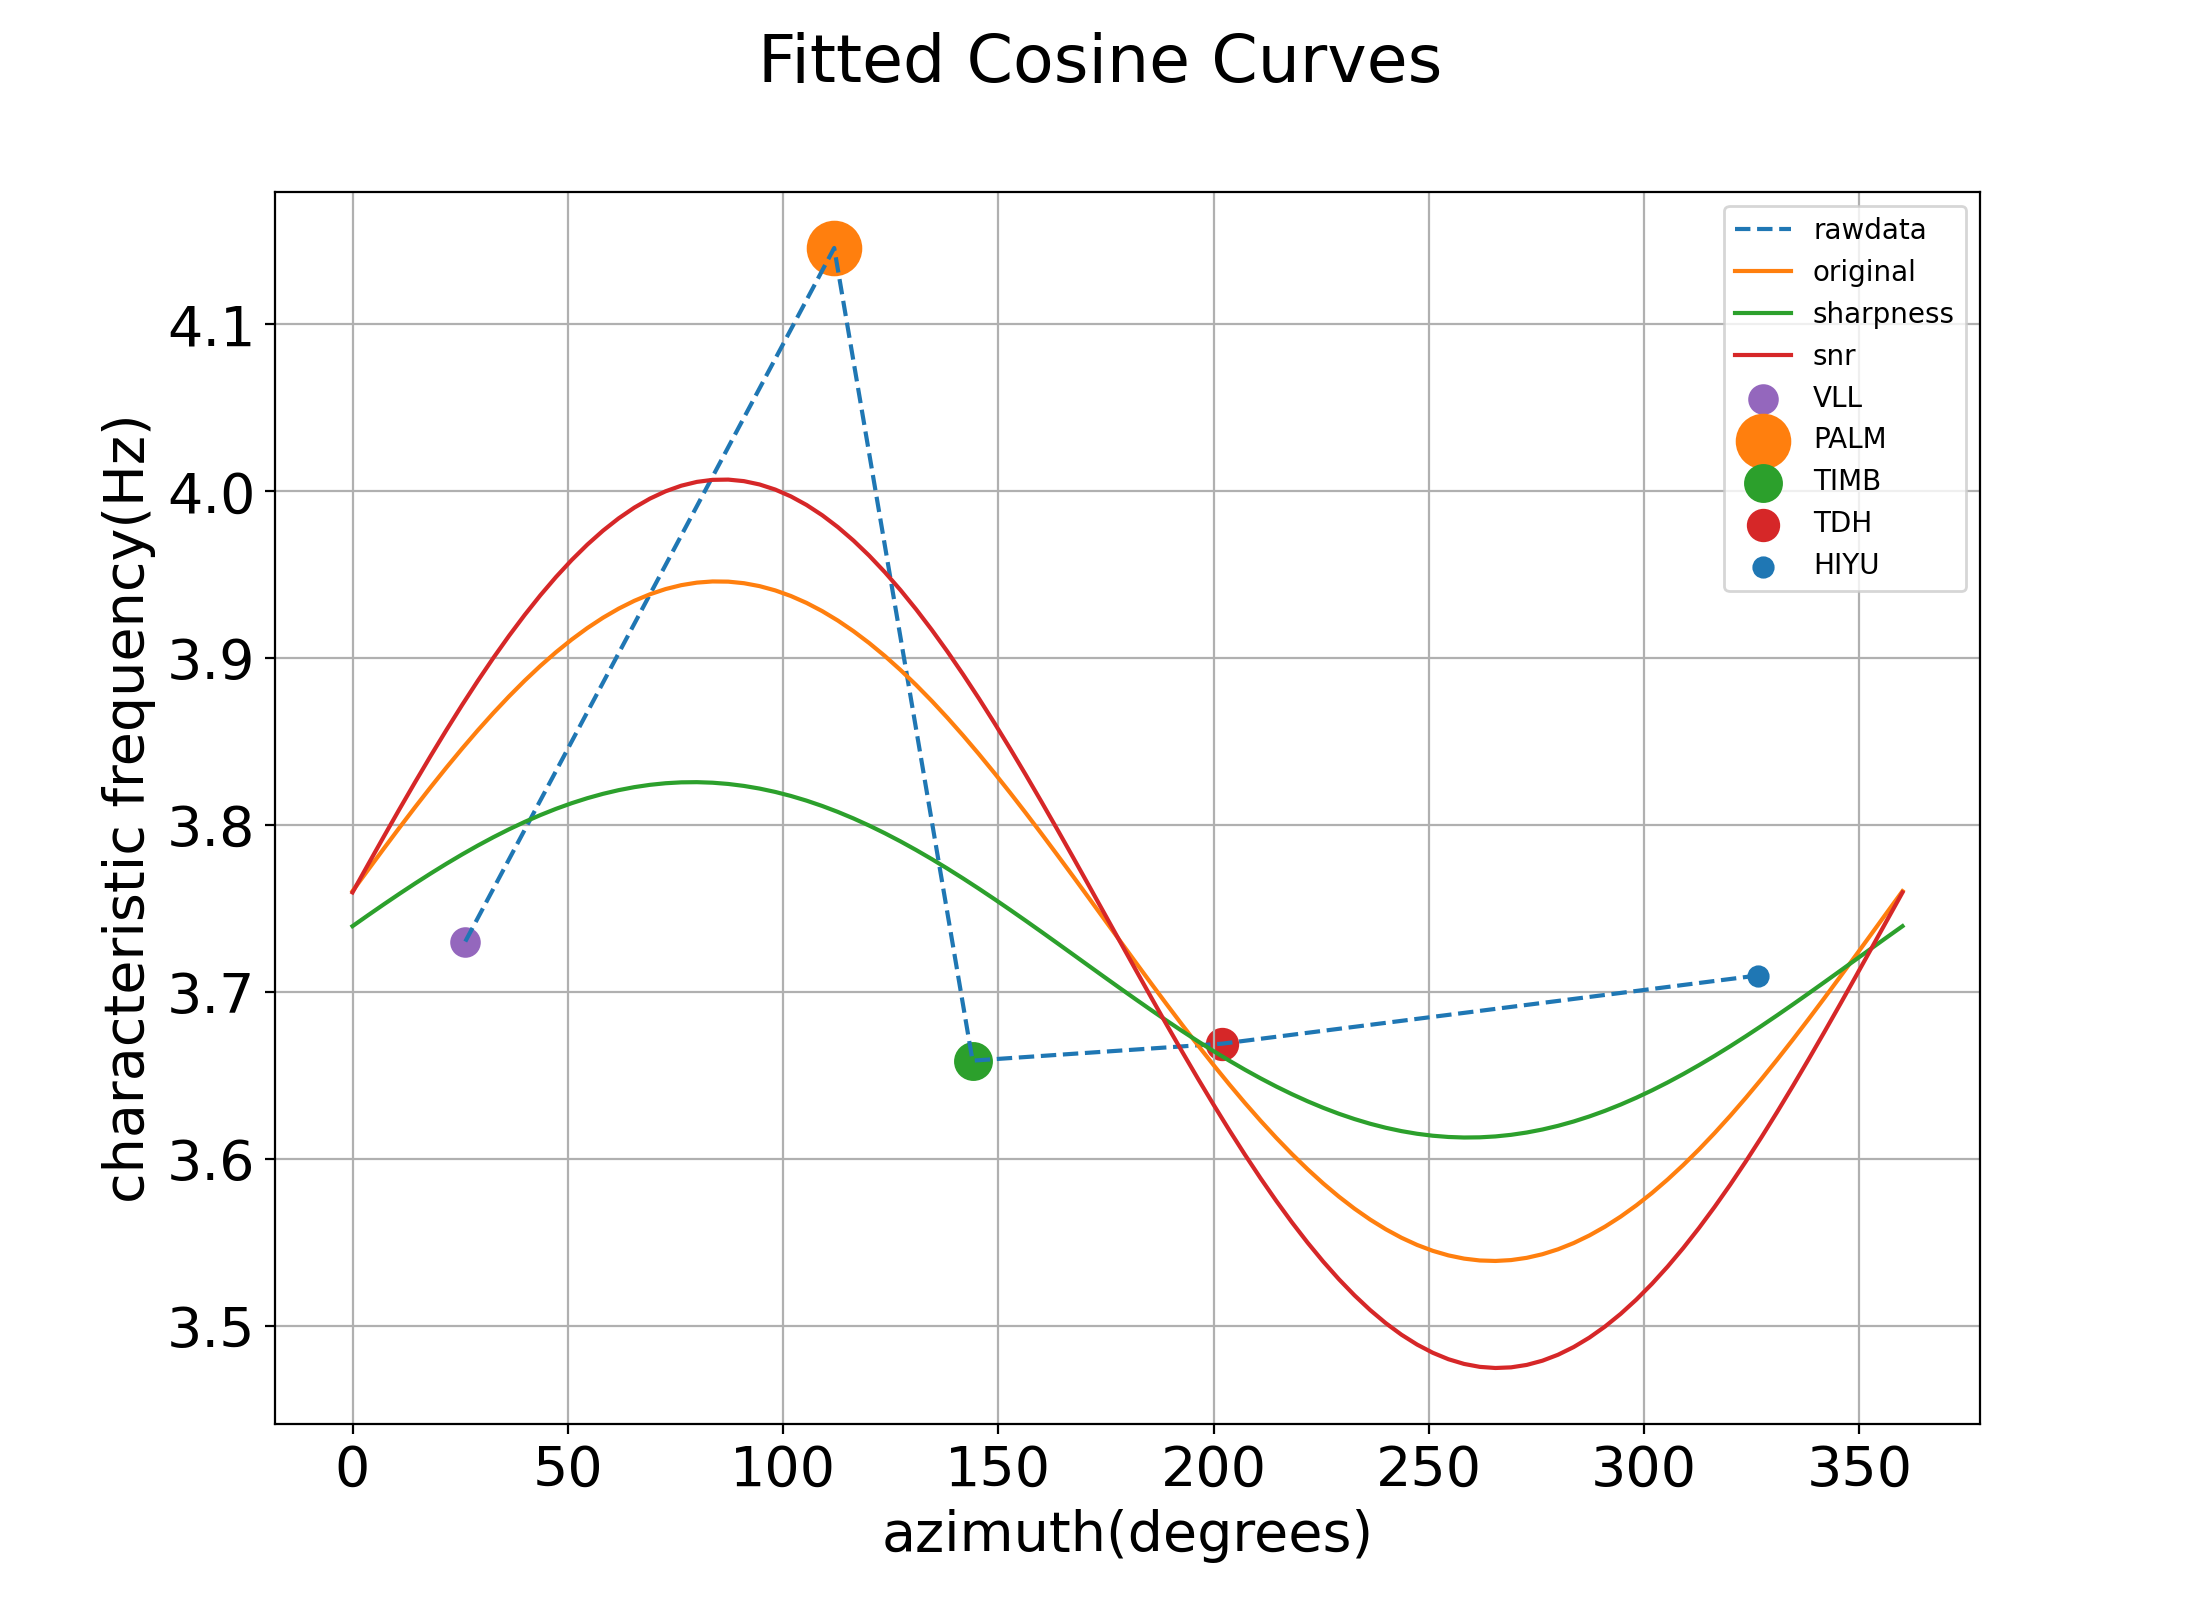 Fitted Cosine Curves
characteristic frequency(Hz)
4.1
4.0
3.9
3.8
3.7
3.6
3.5
rawdata
original
sharpness
snr
VLL
PALM
TIMB
TDH
HIYU
0 50 100 150 200 250 300 350
azimuth(degrees)